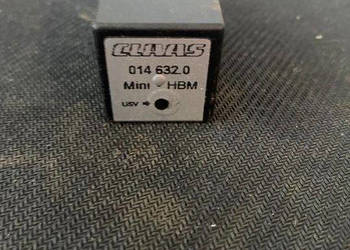 CLAAS
014 632.0
Mini HBM
USV